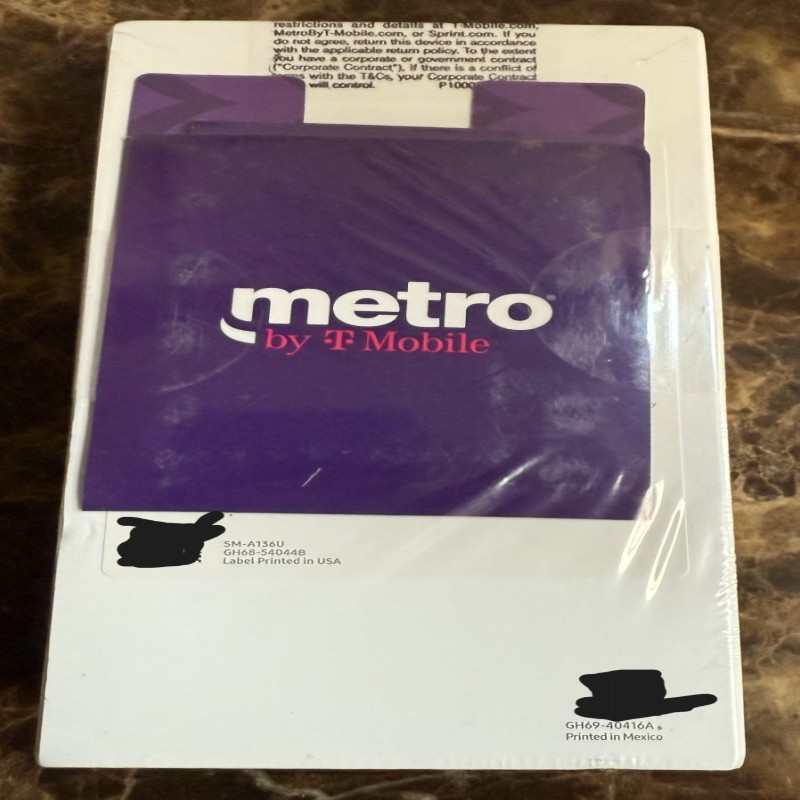 restrictions and details at T-Mobile.com,
MetroByT-Mobile.com, or Sprint.com. If you
do not agree, return this device in accordance
with the applicable return policy. To the extent
you have a corporate or government contract
("Corporate Contract"), if there is a conflict of
with the T&Cs, your Corporate Contract
will control. P1000
metro
by T Mobile
SM-A136U
GH68-54044B
Label Printed in USA
GH69-40416A
Printed in Mexico